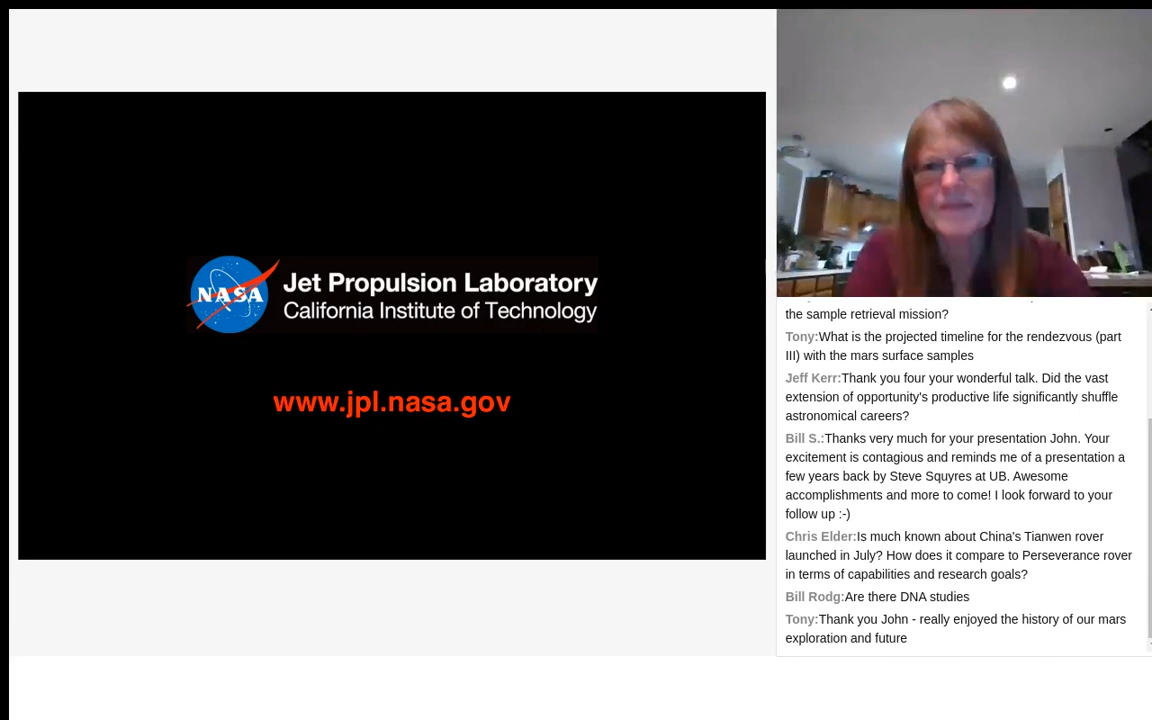 NASA
Jet Propulsion Laboratory
California Institute of Technology
www.jpl.nasa.gov
the sample retrieval mission?
Tony:What is the projected timeline for the rendezvous (part
III) with the mars surface samples
Jeff Kerr:Thank you four your wonderful talk. Did the vast
extension of opportunity's productive life significantly shuffle
astronomical careers?
Bill S.:Thanks very much for your presentation John. Your
excitement is contagious and reminds me of a presentation a
few years back by Steve Squyres at UB. Awesome
accomplishments and more to come! I look forward to your
follow up :-)
Chris Elder:Is much known about China's Tianwen rover
launched in July? How does it compare to Perseverance rover
in terms of capabilities and research goals?
Bill Rodg:Are there DNA studies
Tony:Thank you John - really enjoyed the history of our mars
exploration and future